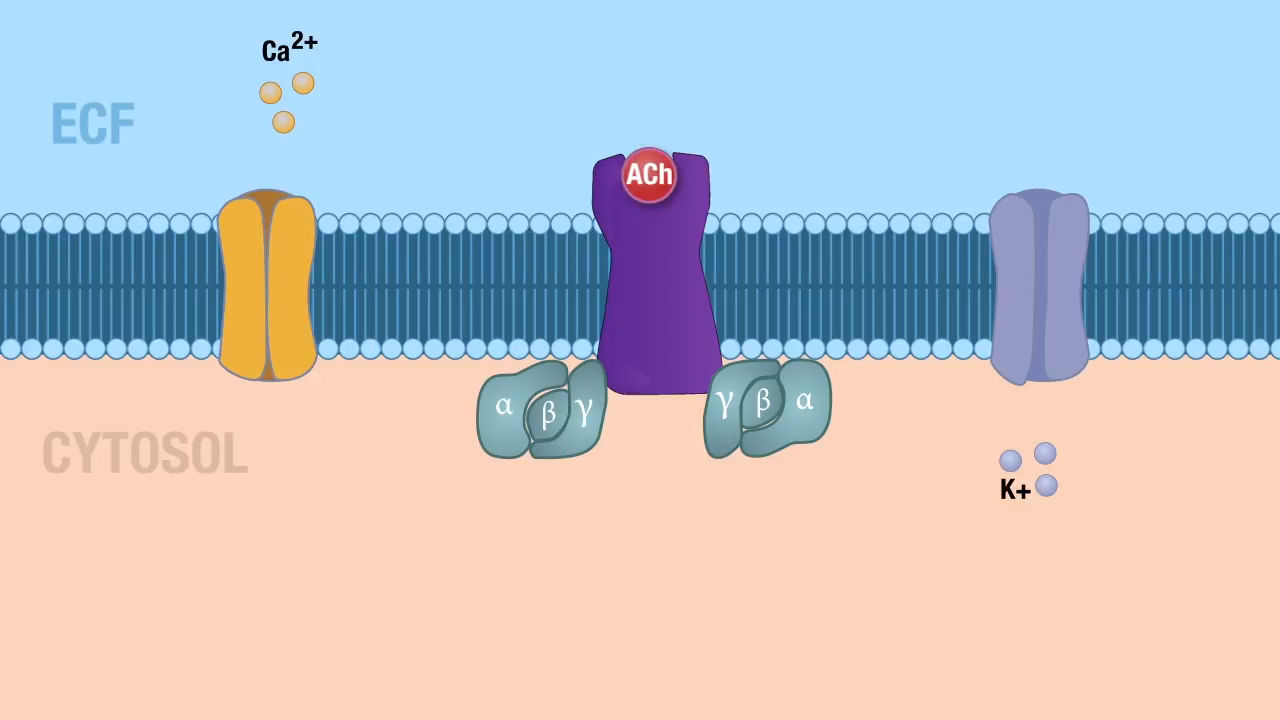 Ca2+
ECF
ACh
α β γ
γ β α
CYTOSOL
K+